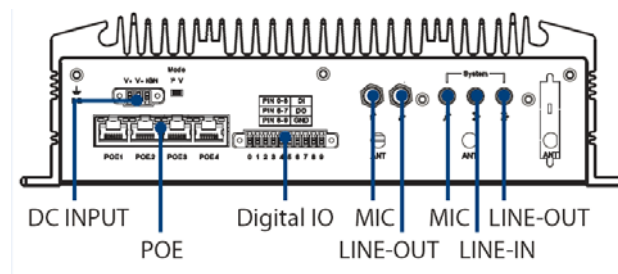 System
Mode
V+ V- IGN
P V
PIN 0-5 DI
PIN 6-7 DO
PIN 8-9 GND
POE1 POE2 POE3 POE4
0 1 2 3 4 5 6 7 8 9
ANT ANT ANT
DC INPUT Digital IO MIC MIC LINE-OUT
POE LINE-OUT LINE-IN